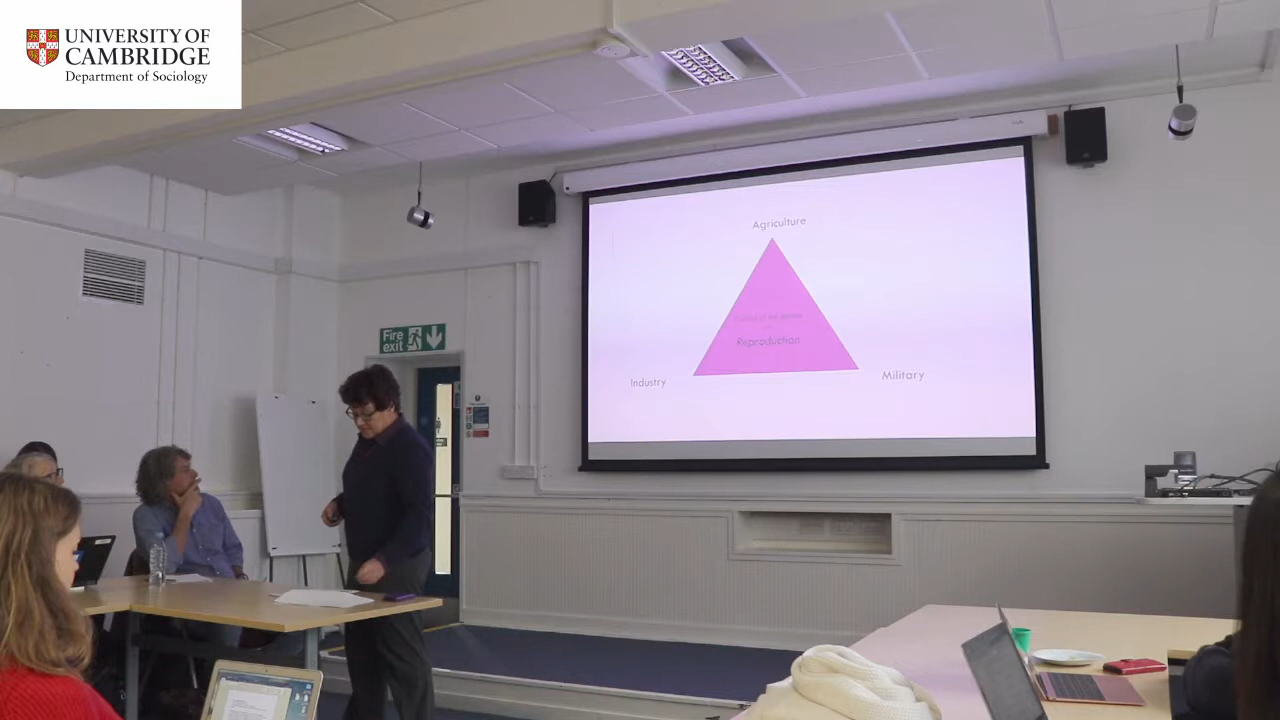 UNIVERSITY OF
CAMBRIDGE
Department of Sociology
Agriculture
Reproduction
Industry
Military
Fire
exit